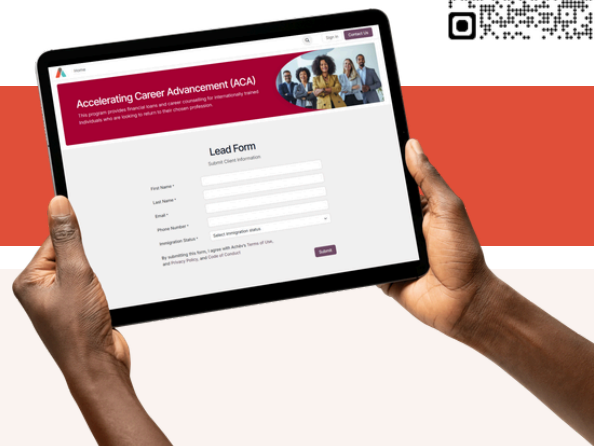 Home
Sign in
Contact Us
Accelerating Career Advancement (ACA)
This program provides financial loans and career counselling for internationally trained
individuals who are looking to return to their chosen profession.
Lead Form
Submit Client Information
First Name *
Last Name *
Email *
Phone Number *
Immigration Status *
Select immigration status
By submitting this form, I agree with Achēv's Terms of Use,
and Privacy Policy, and Code of Conduct
Submit